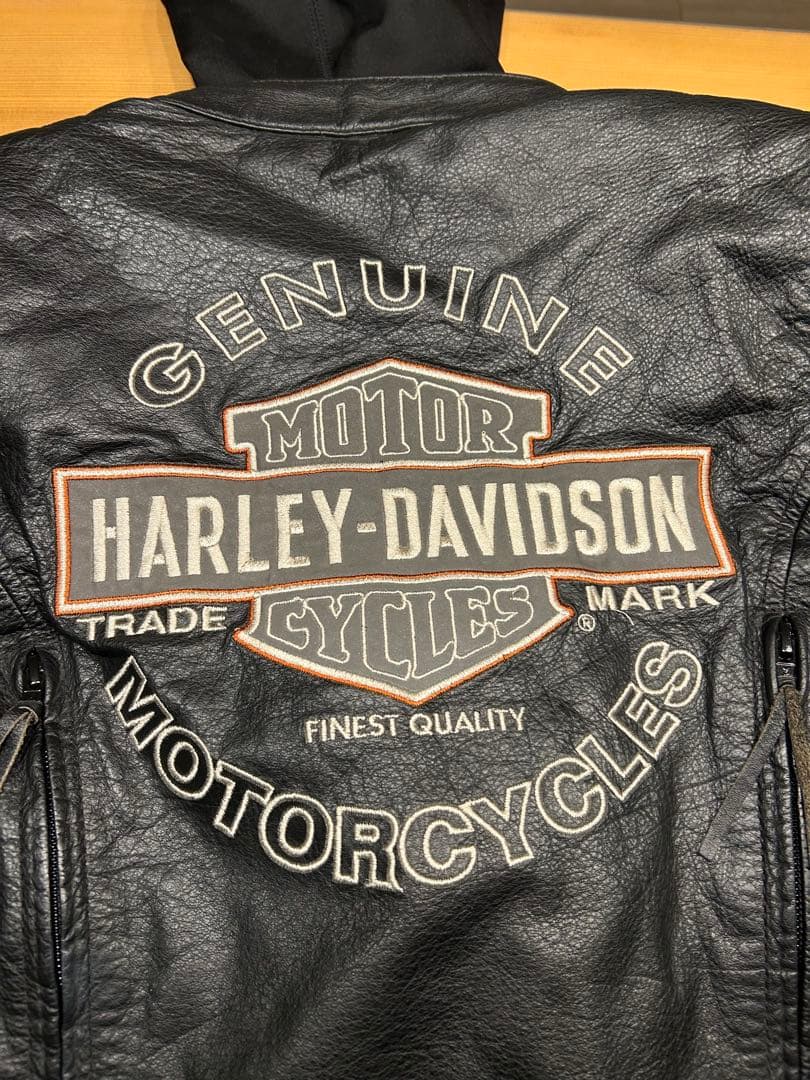 GENUINE
MOTOR
HARLEY-DAVIDSON
CYCLES
TRADE MARK
®
FINEST QUALITY
MOTORCYCLES